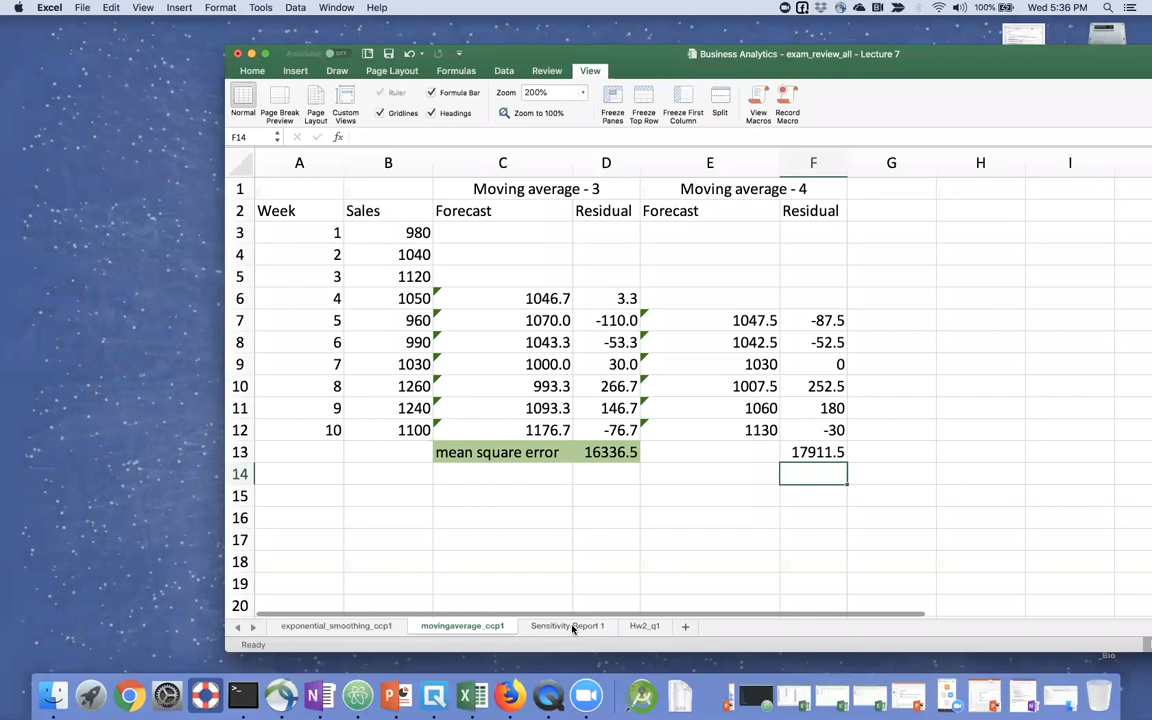 Excel File Edit View Insert Format Tools Data Window Help 100% Wed 5:36 PM
AutoSave OFF Business Analytics - exam_review_all - Lecture 7
Home Insert Draw Page Layout Formulas Data Review View
Normal Page Break Preview Page Layout Custom Views Ruler Formula Bar Gridlines Headings Zoom 200% Zoom to 100% Freeze Panes Freeze Top Row Freeze First Column Split View Macros Record Macro
F14 fx
A B C D E F G H I
1 Moving average - 3 Moving average - 4
2 Week Sales Forecast Residual Forecast Residual
3 1 980
4 2 1040
5 3 1120
6 4 1050 1046.7 3.3
7 5 960 1070.0 -110.0 1047.5 -87.5
8 6 990 1043.3 -53.3 1042.5 -52.5
9 7 1030 1000.0 30.0 1030 0
10 8 1260 993.3 266.7 1007.5 252.5
11 9 1240 1093.3 146.7 1060 180
12 10 1100 1176.7 -76.7 1130 -30
13 mean square error 16336.5 17911.5
14
15
16
17
18
19
20
exponential_smoothing_ccp1 movingaverage_ccp1 Sensitivity Report 1 Hw2_q1 +
Ready
_Bio